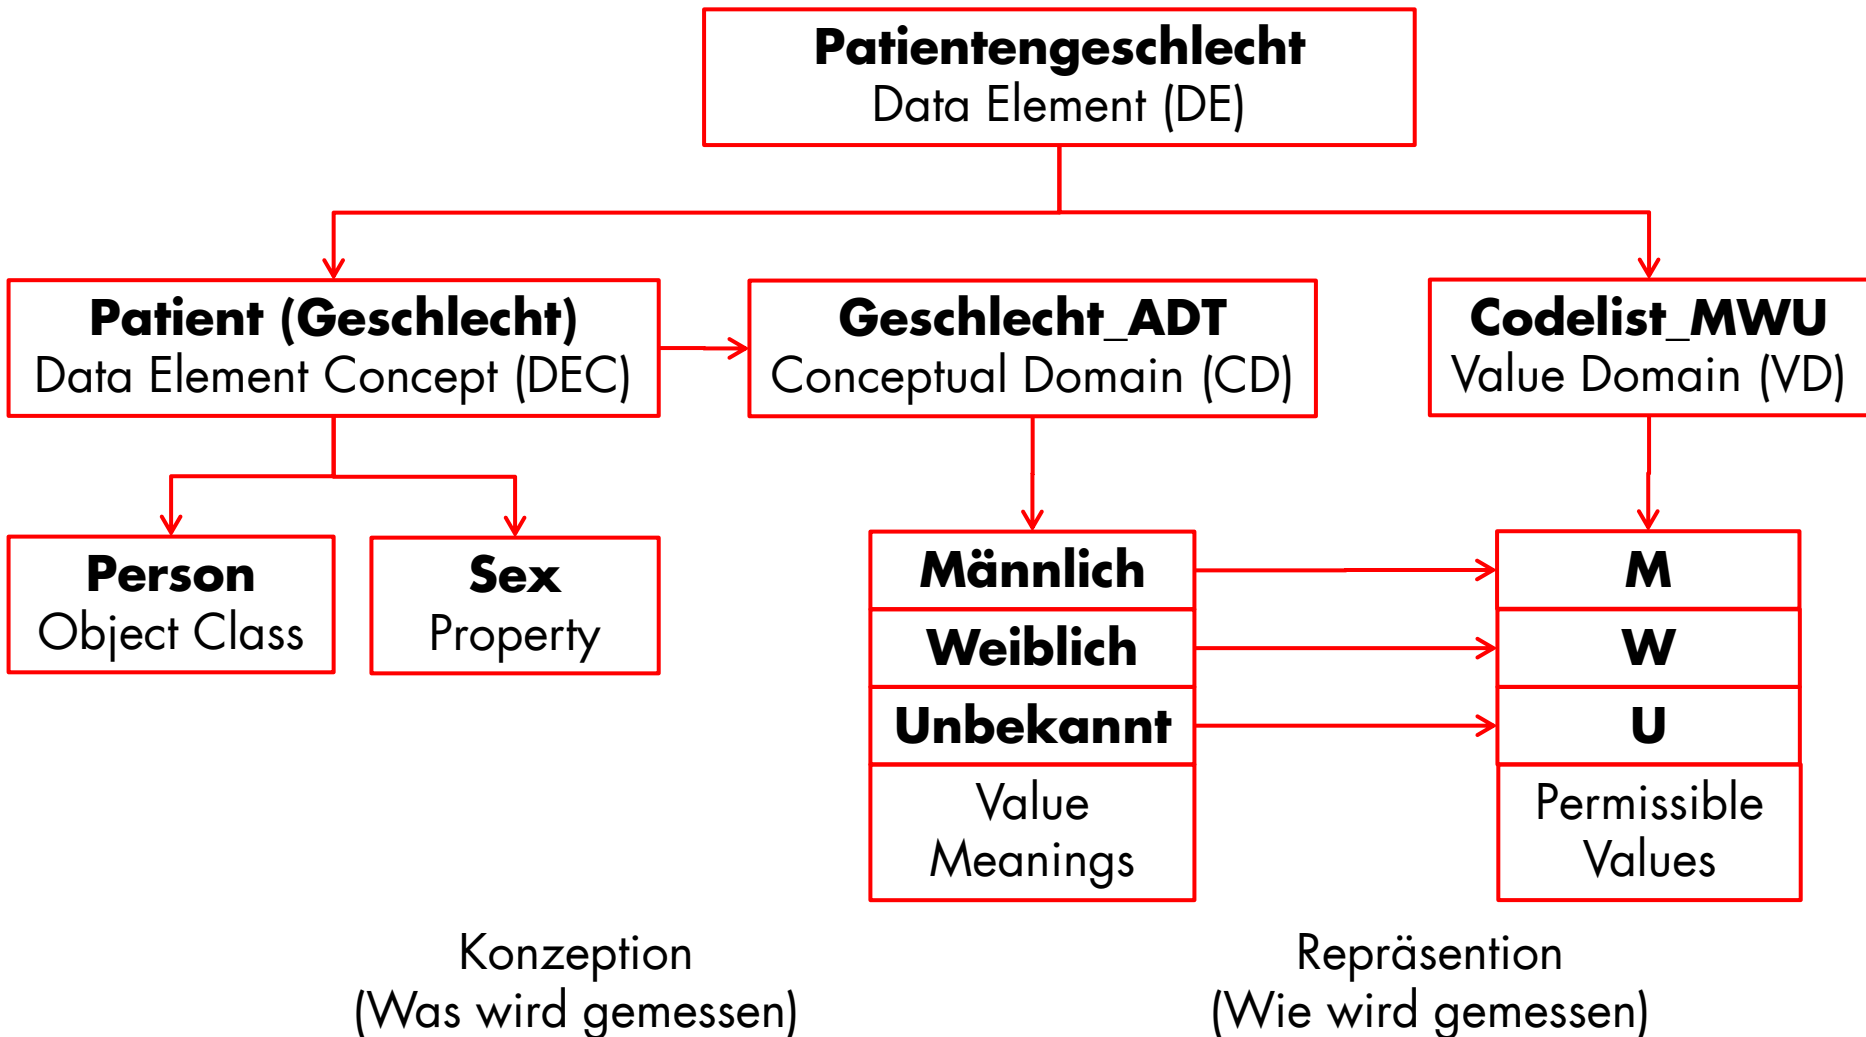 Patientengeschlecht
Data Element (DE)
Patient (Geschlecht)
Data Element Concept (DEC)
Geschlecht_ADT
Conceptual Domain (CD)
Codelist_MWU
Value Domain (VD)
Person
Object Class
Sex
Property
Männlich
Weiblich
Unbekannt
Value
Meanings
M
W
U
Permissible
Values
Konzeption
(Was wird gemessen)
Repräsention
(Wie wird gemessen)